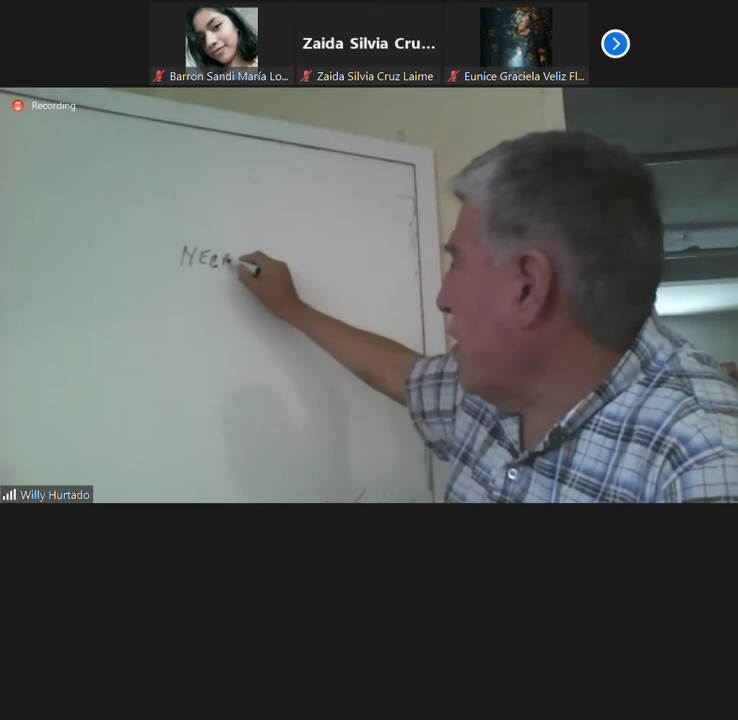 Zaida Silvia Cru...
Barron Sandi María Lo...
Zaida Silvia Cruz Laime
Eunice Graciela Veliz Fl...
Recording
NECA
Willy Hurtado